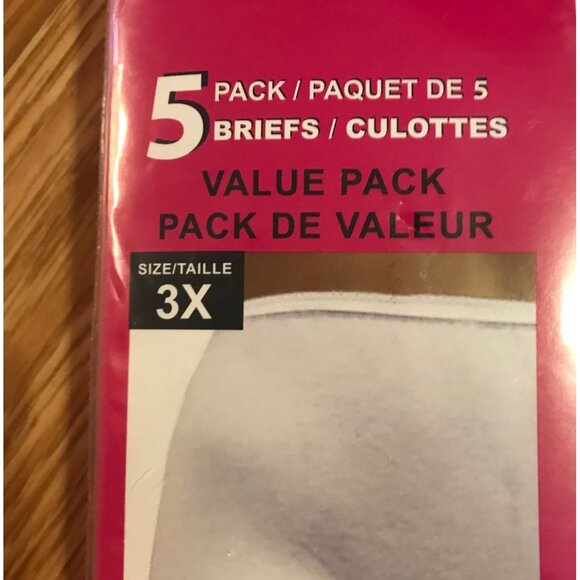 5 PACK / PAQUET DE 5
BRIEFS / CULOTTES
VALUE PACK
PACK DE VALEUR
SIZE/TAILLE
3X